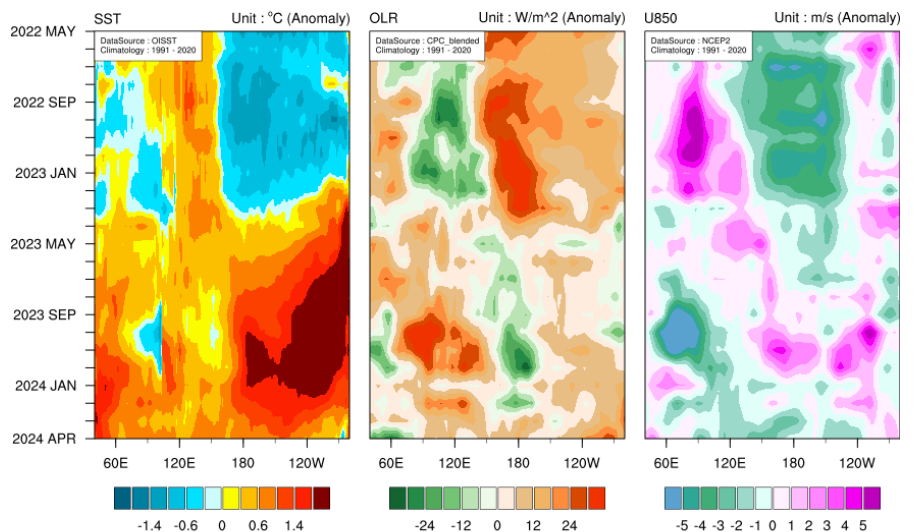 SST Unit : °C (Anomaly)
OLR Unit : W/m^2 (Anomaly)
U850 Unit : m/s (Anomaly)
DataSource : OISST
Climatology : 1991 - 2020
DataSource : CPC_blended
Climatology : 1991 - 2020
DataSource : NCEP2
Climatology : 1991 - 2020
2022 MAY
2022 SEP
2023 JAN
2023 MAY
2023 SEP
2024 JAN
2024 APR
60E 120E 180 120W
60E 120E 180 120W
60E 120E 180 120W
-1.4 -0.6 0 0.6 1.4
-24 -12 0 12 24
-5 -4 -3 -2 -1 0 1 2 3 4 5